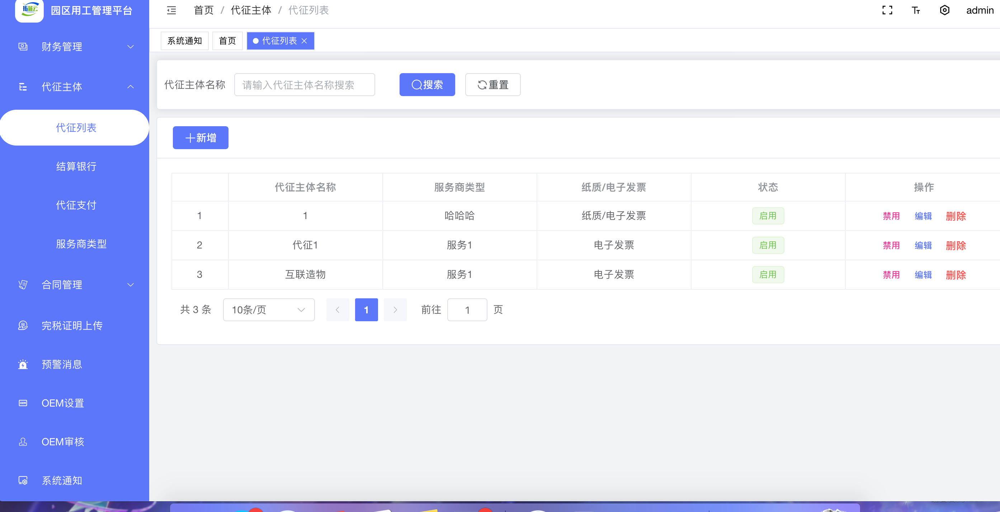 拓薪云
园区用工管理平台
首页 / 代征主体 / 代征列表
admin
系统通知
首页
代征列表
财务管理
代征主体
代征列表
结算银行
代征支付
服务商类型
合同管理
完税证明上传
预警消息
OEM设置
OEM审核
系统通知
代征主体名称 请输入代征主体名称搜索 搜索 重置
新增
代征主体名称 服务商类型 纸质/电子发票 状态 操作
1 1 哈哈哈 纸质/电子发票 启用 禁用 编辑 删除
2 代征1 服务1 电子发票 启用 禁用 编辑 删除
3 互联造物 服务1 电子发票 启用 禁用 编辑 删除
共 3 条 10条/页 1 前往 1 页